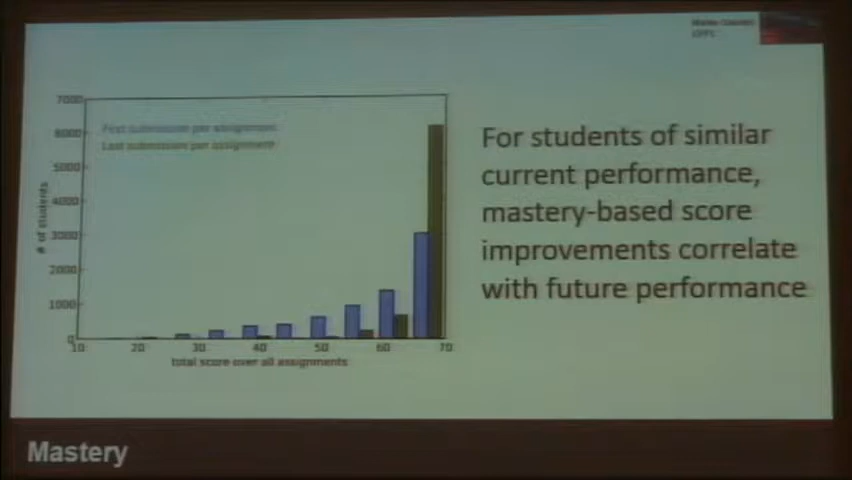 7000
6000
5000
4000
3000
2000
1000
0
# of students
First submission per assignment
Last submission per assignment
10 20 30 40 50 60 70
total score over all assignments
For students of similar
current performance,
mastery-based score
improvements correlate
with future performance
Mastery